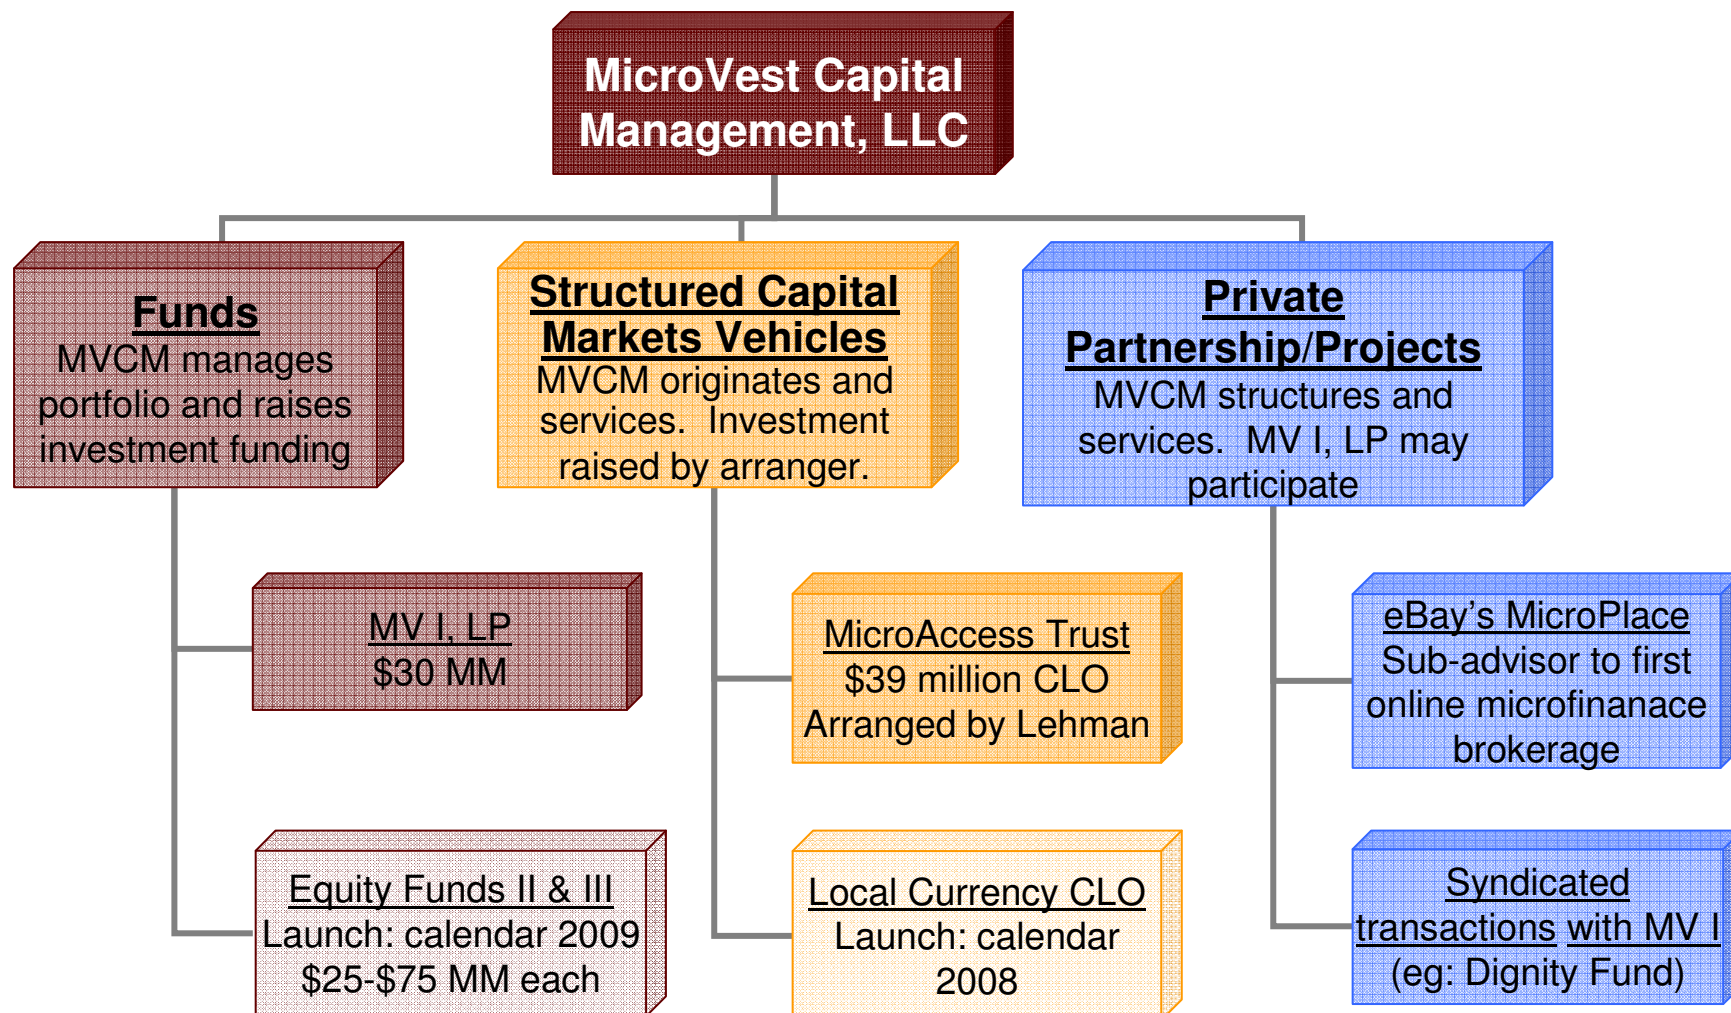 MicroVest Capital
Management, LLC
Funds
MVCM manages
portfolio and raises
investment funding
Structured Capital
Markets Vehicles
MVCM originates and
services.  Investment
raised by arranger.
Private
Partnership/Projects
MVCM structures and
services.  MV I, LP may
participate
MV I, LP
$30 MM
MicroAccess Trust
$39 million CLO
Arranged by Lehman
eBay’s MicroPlace
Sub-advisor to first
online microfinanace
brokerage
Equity Funds II & III
Launch: calendar 2009
$25-$75 MM each
Local Currency CLO
Launch: calendar
2008
Syndicated
transactions with MV I
(eg: Dignity Fund)